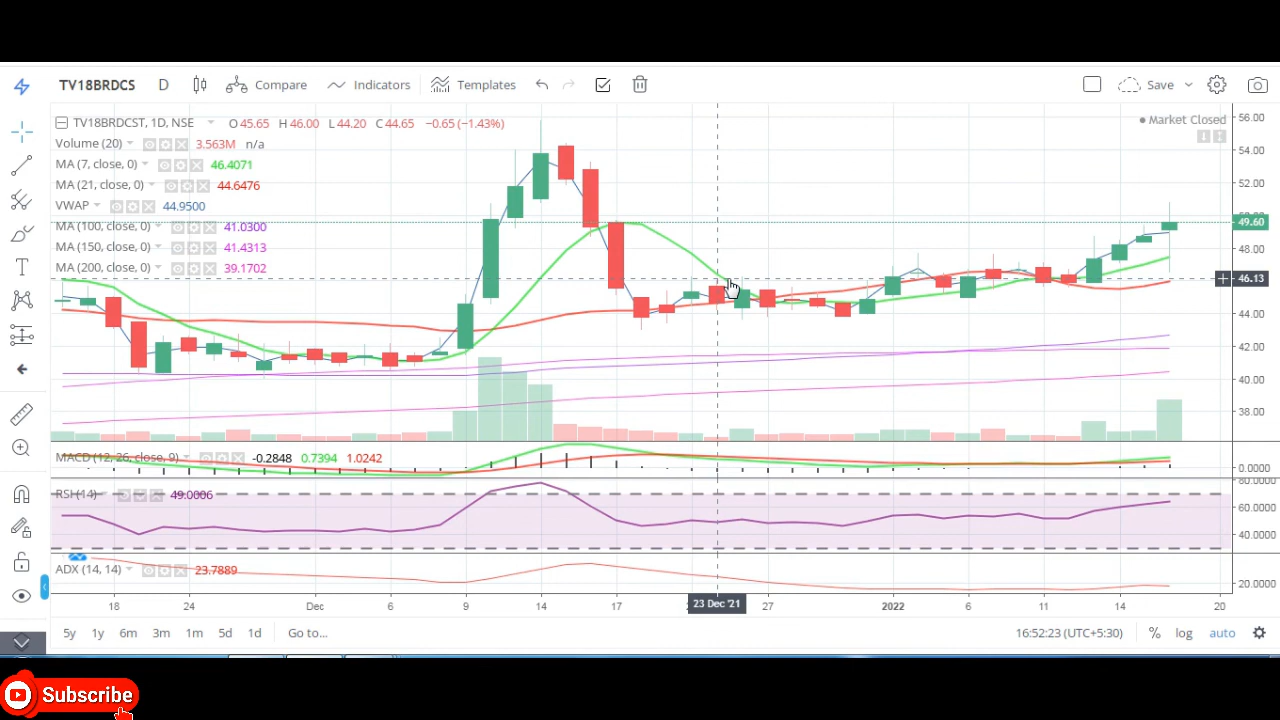 TV18BRDCS D Compare Indicators Templates Save
TV18BRDCST, 1D, NSE O 45.65 H 46.00 L 44.20 C 44.65 −0.65 (−1.43%)
Market Closed
Volume (20) 3.563M n/a
MA (7, close, 0) 46.4071
MA (21, close, 0) 44.6476
VWAP 44.9500
MA (100, close, 0) 41.0300
MA (150, close, 0) 41.4313
MA (200, close, 0) 39.1702
56.00
54.00
52.00
49.60
48.00
46.13
44.00
42.00
40.00
38.00
MACD (12, 26, close, 9) -0.2848 0.7394 1.0242
0.0000
RSI (14) 49.0006
80.0000
60.0000
40.0000
ADX (14, 14) 23.7889
20.0000
18 24 Dec 6 9 14 17 23 Dec '21 27 2022 6 11 14 20
5y 1y 6m 3m 1m 5d 1d Go to... 16:52:23 (UTC+5:30) % log auto
Subscribe